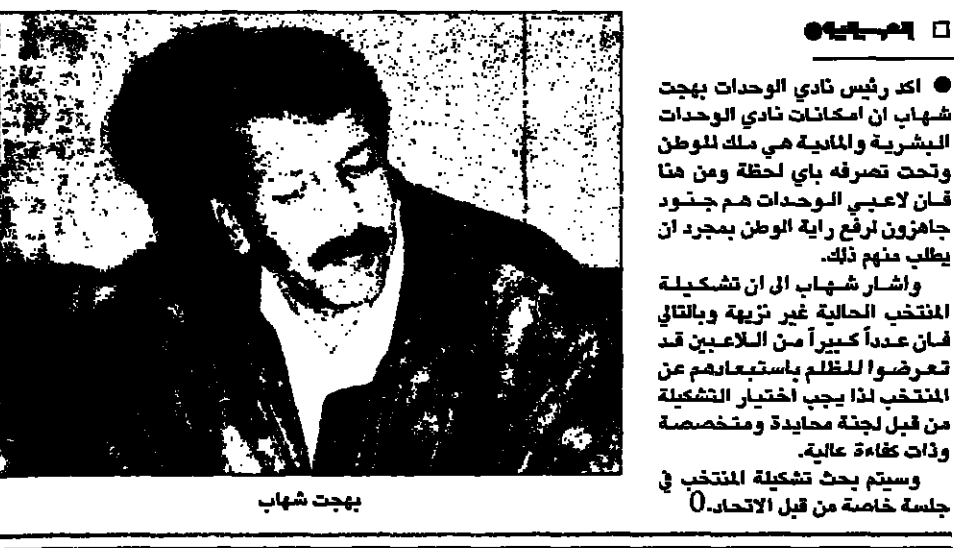 ● اكد رئيس نادي الوحدات بهجت
شهاب ان امكانات نادي الوحدات
البشرية والمادية هي ملك للوطن
وتحت تصرفه باي لحظة ومن هنا
فان لاعبي الوحدات هم جنود
جاهزون لرفع راية الوطن بمجرد ان
يطلب منهم ذلك.
واشار شهاب الى ان تشكيلة
المنتخب الحالية غير نزيهة وبالتالي
فان عدداً كبيراً من اللاعبين قد
تعرضوا للظلم باستبعادهم عن
المنتخب لذا يجب اختيار التشكيلة
من قبل لجنة محايدة ومتخصصة
وذات كفاءة عالية.
وسيتم بحث تشكيلة المنتخب في
جلسة خاصة من قبل الاتحاد.0
بهجت شهاب